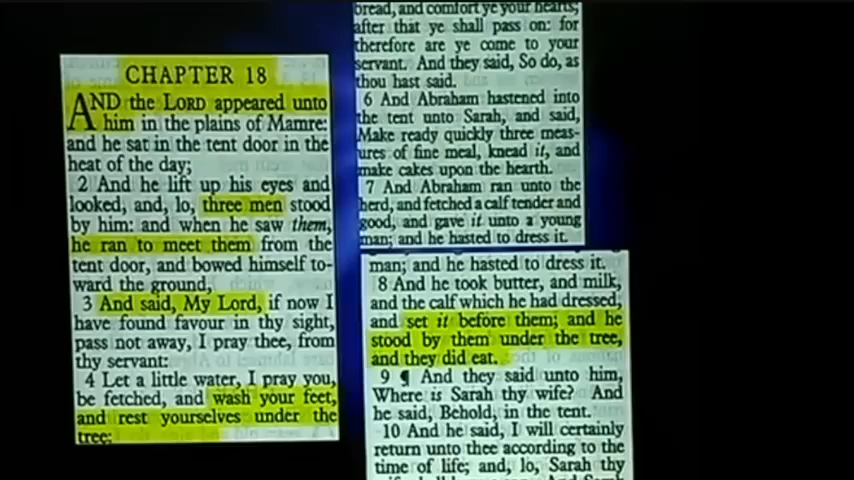 CHAPTER 18
AND the LORD appeared unto
him in the plains of Mamre:
and he sat in the tent door in the
heat of the day;
2 And he lift up his eyes and
looked, and, lo, three men stood
by him: and when he saw them,
he ran to meet them from the
tent door, and bowed himself to-
ward the ground,
3 And said, My Lord, if now I
have found favour in thy sight,
pass not away, I pray thee, from
thy servant:
4 Let a little water, I pray you,
be fetched, and wash your feet,
and rest yourselves under the
tree:
bread, and comfort ye your hearts;
after that ye shall pass on: for
therefore are ye come to your
servant. And they said, So do, as
thou hast said.
6 And Abraham hastened into
the tent unto Sarah, and said,
Make ready quickly three meas-
ures of fine meal, knead it, and
make cakes upon the hearth.
7 And Abraham ran unto the
herd, and fetched a calf tender and
good, and gave it unto a young
man; and he hasted to dress it.
man; and he hasted to dress it.
8 And he took butter, and milk,
and the calf which he had dressed,
and set it before them; and he
stood by them under the tree,
and they did eat.
9 ¶ And they said unto him,
Where is Sarah thy wife? And
he said, Behold, in the tent.
10 And he said, I will certainly
return unto thee according to the
time of life; and, lo, Sarah thy